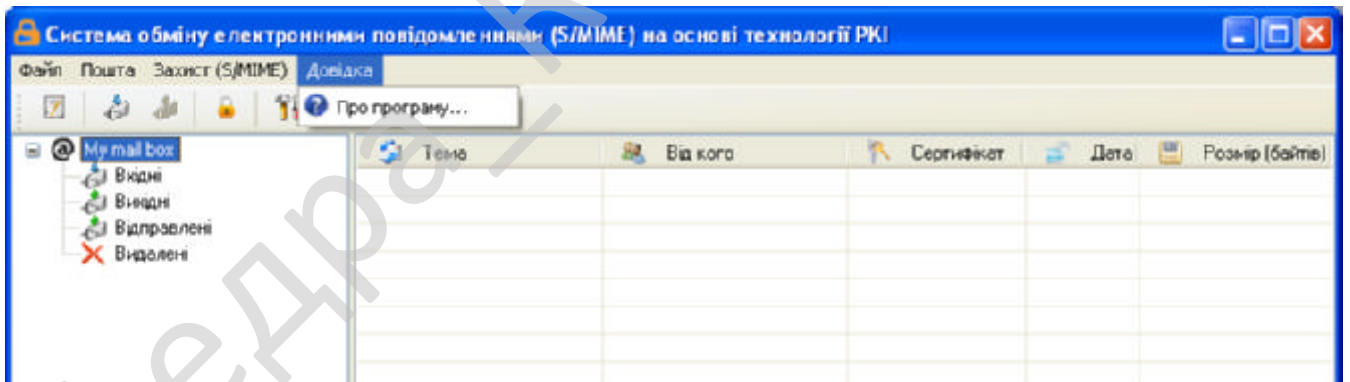 Система обміну електронними повідомленнями (S/MIME) на основі технології PKI
Файл Пошта Захист (S/MIME) Довідка
Про програму...
My mail box
Тема Від кого Сертифікат Дата Розмір (байтів)
Вхідні
Вихідні
Відправлені
Видалені